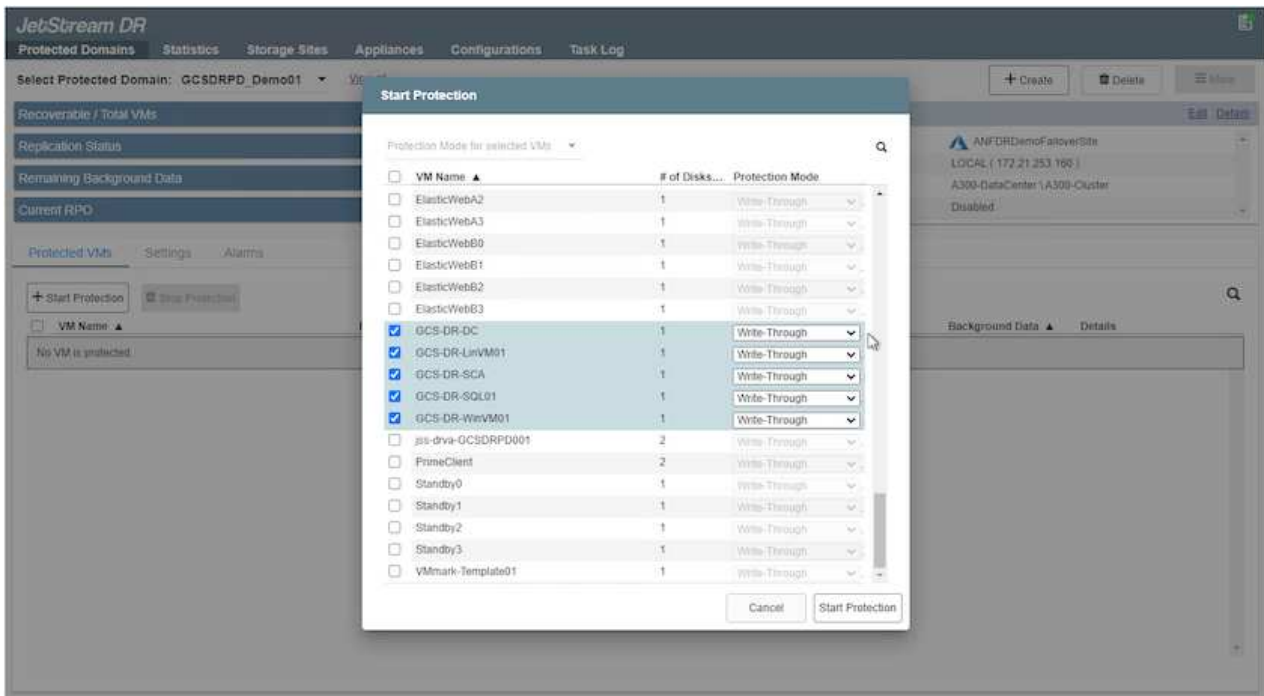 JetStream DR
Protected Domains Statistics Storage Sites Appliances Configurations Task Log
Select Protected Domain: GCSDRPD_Demo01
+ Create Delete
Recoverable / Total VMs
Edit
Replication Status
ANFDRDemoFailoverSite
LOCAL ( 172.21.253.160 )
Remaining Background Data
A300-DataCenter \ A300-Cluster
Current RPO
Disabled
Protected VMs Settings Alarms
+ Start Protection Stop Protection
VM Name ▲
Background Data ▲ Details
No VM is protected.
Start Protection
Protection Mode for selected VMs
VM Name ▲ # of Disks... Protection Mode
ElasticWebA2 1 Write-Through
ElasticWebA3 1 Write-Through
ElasticWebB0 1 Write-Through
ElasticWebB1 1 Write-Through
ElasticWebB2 1 Write-Through
ElasticWebB3 1 Write-Through
GCS-DR-DC 1 Write-Through
GCS-DR-LinVM01 1 Write-Through
GCS-DR-SCA 1 Write-Through
GCS-DR-SQL01 1 Write-Through
GCS-DR-WinVM01 1 Write-Through
jss-drva-GCSDRPD001 2 Write-Through
PrimeClient 2 Write-Through
Standby0 1 Write-Through
Standby1 1 Write-Through
Standby2 1 Write-Through
Standby3 1 Write-Through
VMmark-Template01 1 Write-Through
Cancel Start Protection